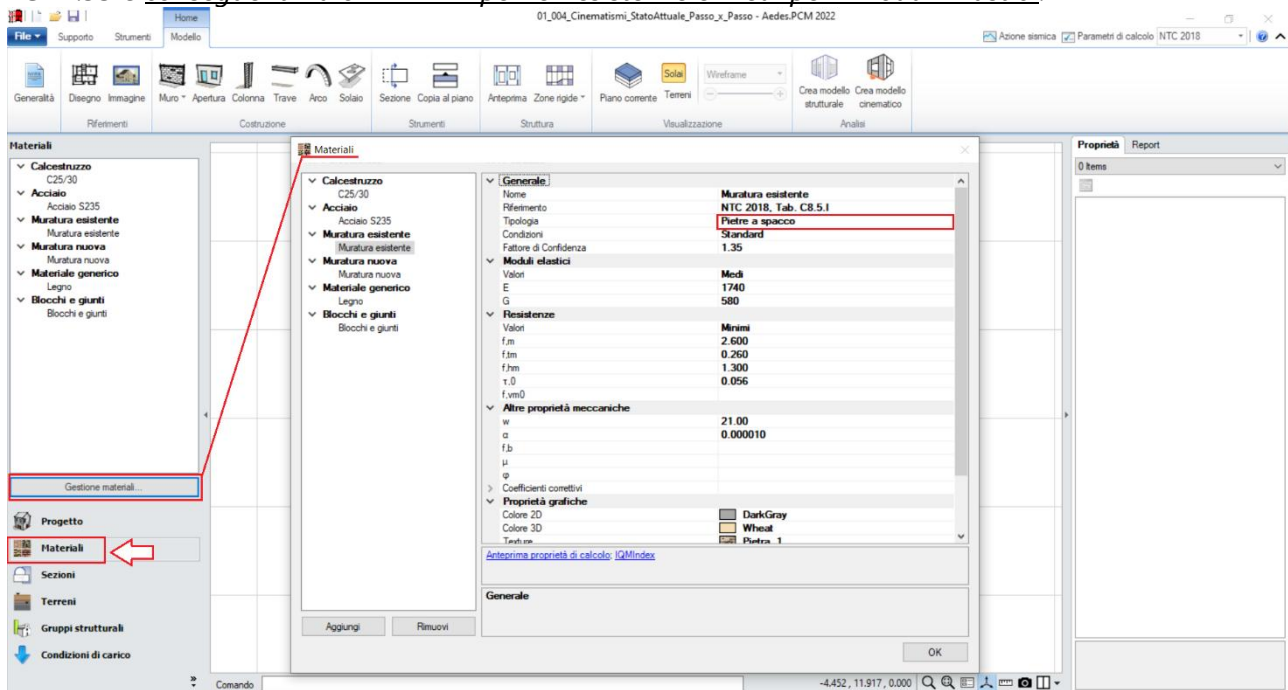 Home
01_004_Cinematismi_StatoAttuale_Passo_x_Passo - Aedes.PCM 2022
File Supporto Strumenti Modello
Azione sismica Parametri di calcolo NTC 2018
Generalità Disegno Immagine Muro Apertura Colonna Trave Arco Solaio Sezione Copia al piano Anteprima Zone rigide Piano corrente Solai Terreni Wireframe Crea modello strutturale Crea modello cinematico
Riferimenti Costruzione Strumenti Struttura Visualizzazione Analisi
Materiali
Calcestruzzo
C25/30
Acciaio
Acciaio S235
Muratura esistente
Muratura esistente
Muratura nuova
Muratura nuova
Materiale generico
Legno
Blocchi e giunti
Blocchi e giunti
Gestione materiali...
Progetto
Materiali
Sezioni
Terreni
Gruppi strutturali
Condizioni di carico
Materiali
Calcestruzzo
C25/30
Acciaio
Acciaio S235
Muratura esistente
Muratura esistente
Muratura nuova
Muratura nuova
Materiale generico
Legno
Blocchi e giunti
Blocchi e giunti
Aggiungi Rimuovi
Generale
Nome Muratura esistente
Riferimento NTC 2018, Tab. C8.5.I
Tipologia Pietre a spacco
Condizioni Standard
Fattore di Confidenza 1.35
Moduli elastici
Valori Medi
E 1740
G 580
Resistenze
Valori Minimi
f,m 2.600
f,tm 0.260
f,hm 1.300
τ,0 0.056
f,vm0
Altre proprietà meccaniche
w 21.00
α 0.000010
f,b
μ
φ
Coefficienti correttivi
Proprietà grafiche
Colore 2D DarkGray
Colore 3D Wheat
Texture Pietra_1
Anteprima proprietà di calcolo: IQMIndex
Generale
OK
Proprietà Report
0 Items
Comando
-4.452 , 11.917 , 0.000